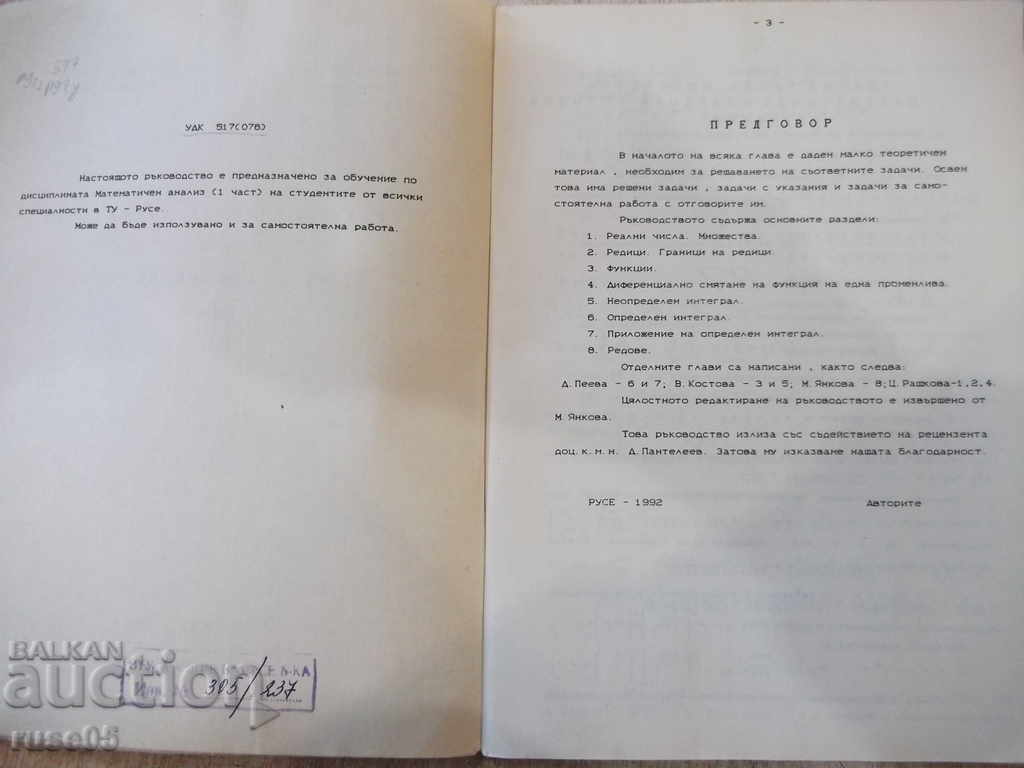 517
УДК 517(078)
Настоящото ръководство е предназначено за обучение по
дисциплината Математичен анализ (1 част) на студентите от всички
специалности в ТУ - Русе.
Може да бъде използувано и за самостоятелна работа.
305/237
BALKAN
auction
ruse05
- 3 -
ПРЕДГОВОР
В началото на всяка глава е даден малко теоретичен
материал , необходим за решаването на съответните задачи. Освен
това има решени задачи , задачи с указания и задачи за само-
стоятелна работа с отговорите им.
Ръководството съдържа основните раздели:
1. Реални числа. Множества.
2. Редици. Граници на редици.
3. Функции.
4. Диференциално смятане на функция на една променлива.
5. Неопределен интеграл.
6. Определен интеграл.
7. Приложение на определен интеграл.
8. Редове.
Отделните глави са написани , както следва:
Д. Пеева - 6 и 7; В. Костова - 3 и 5; М. Янкова - 8; Ц. Рашкова-1,2,4.
Цялостното редактиране на ръководството е извършено от
М. Янкова.
Това ръководство излиза със съдействието на рецензента
доц. к. м. н. Д. Пантелеев. Затова му изказваме нашата благодарност.
РУСЕ - 1992 Авторите